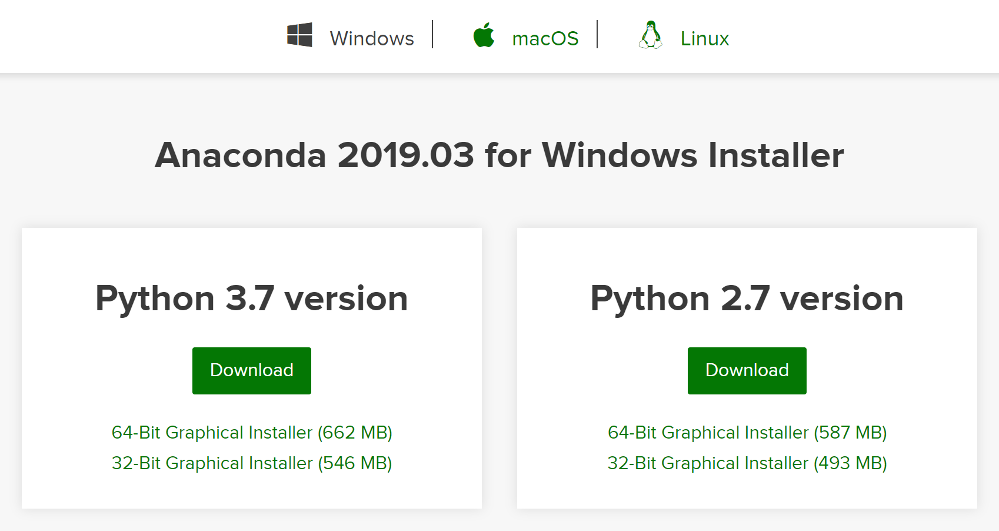 Windows
macOS
Linux
Anaconda 2019.03 for Windows Installer
Python 3.7 version
Download
64-Bit Graphical Installer (662 MB)
32-Bit Graphical Installer (546 MB)
Python 2.7 version
Download
64-Bit Graphical Installer (587 MB)
32-Bit Graphical Installer (493 MB)